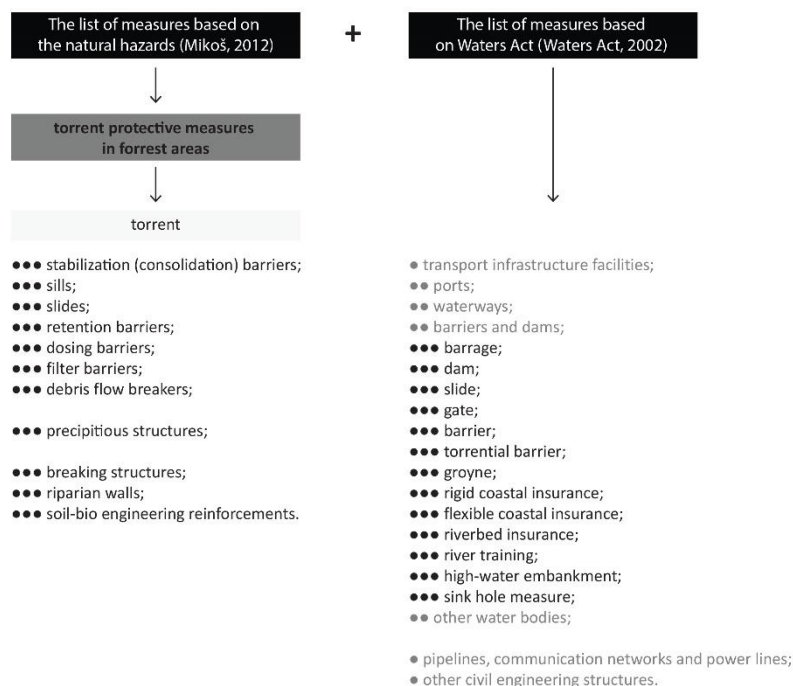 The list of measures based on
the natural hazards (Mikoš, 2012)
+
The list of measures based
on Waters Act (Waters Act, 2002)
torrent protective measures
in forrest areas
torrent
●●● stabilization (consolidation) barriers;
●●● sills;
●●● slides;
●●● retention barriers;
●●● dosing barriers;
●●● filter barriers;
●●● debris flow breakers;
●●● precipitious structures;
●●● breaking structures;
●●● riparian walls;
●●● soil-bio engineering reinforcements.
● transport infrastructure facilities;
●● ports;
●● waterways;
●● barriers and dams;
●●● barrage;
●●● dam;
●●● slide;
●●● gate;
●●● barrier;
●●● torrential barrier;
●●● groyne;
●●● rigid coastal insurance;
●●● flexible coastal insurance;
●●● riverbed insurance;
●●● river training;
●●● high-water embankment;
●●● sink hole measure;
●● other water bodies;
● pipelines, communication networks and power lines;
● other civil engineering structures.